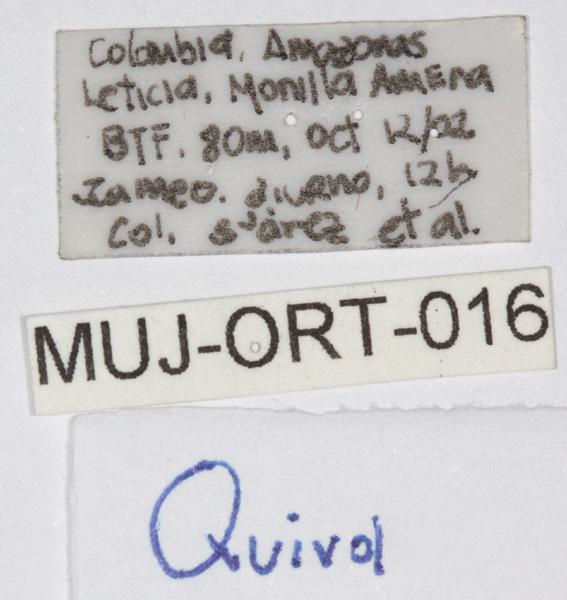 Colombia, Amazonas
Leticia, Monilla Amena
BTF. 80m, Oct 12/02
Jameo. diurno, 12h
Col. Suárez et al.
MUJ-ORT-016
Quivol